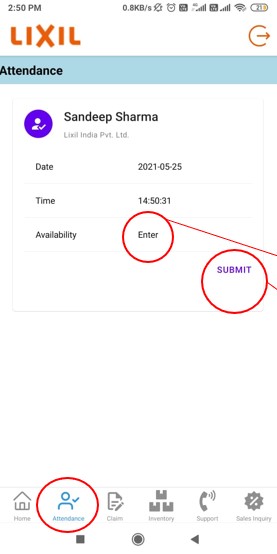 2:50 PM 0.8KB/s 21
LIXIL
Attendance
Sandeep Sharma
Lixil India Pvt. Ltd.
Date 2021-05-25
Time 14:50:31
Availability Enter
SUBMIT
Home Attendance Claim Inventory Support Sales Inquiry